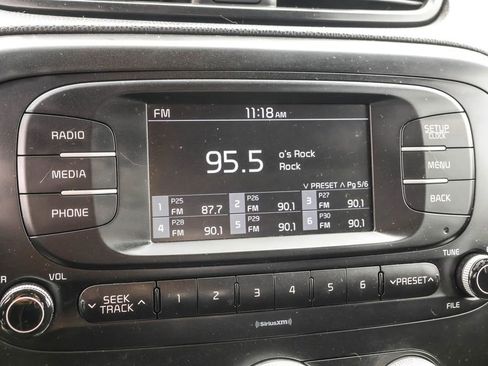 FM 11:18 AM
RADIO
SETUP
CLOCK
95.5 o's Rock
Rock
MEDIA
MENU
∨ PRESET ∧ Pg 5/6
PHONE
BACK
1 P25 FM 87.7 2 P26 FM 90.1 3 P27 FM 90.1
4 P28 FM 90.1 5 P29 FM 90.1 6 P30 FM 90.1
VOL
TUNE
∨ SEEK ∧
TRACK
1 2 3 4 5 6
∨PRESET∧
FILE
SiriusXM